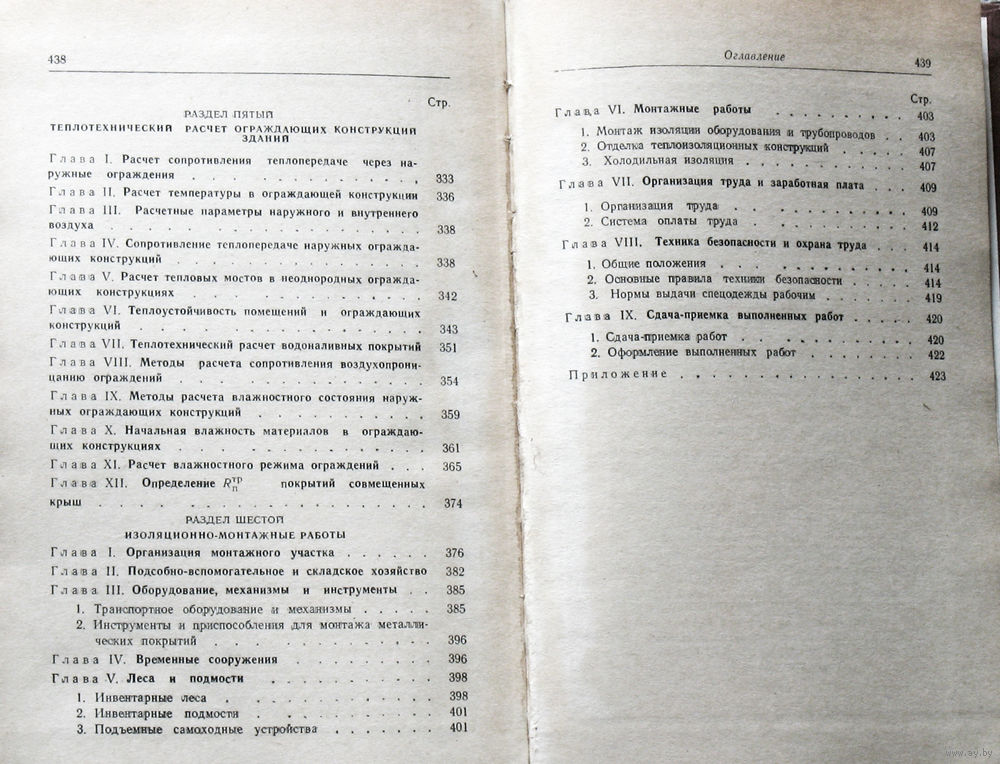 438
Стр.
РАЗДЕЛ ПЯТЫЙ
ТЕПЛОТЕХНИЧЕСКИЙ РАСЧЕТ ОГРАЖДАЮЩИХ КОНСТРУКЦИЙ
ЗДАНИЙ
Глава I. Расчет сопротивления теплопередаче через на-
ружные ограждения . . . . . . . . . . . . . 333
Глава II. Расчет температуры в ограждающей конструкции 336
Глава III. Расчетные параметры наружного и внутреннего
воздуха . . . . . . . . . . . . . . . . . 338
Глава IV. Сопротивление теплопередаче наружных огражда-
ющих конструкций . . . . . . . . . . . . . 338
Глава V. Расчет тепловых мостов в неоднородных огражда-
ющих конструкциях . . . . . . . . . . . . 342
Глава VI. Теплоустойчивость помещений и ограждающих
конструкций . . . . . . . . . . . . . . . 343
Глава VII. Теплотехнический расчет водоналивных покрытий 351
Глава VIII. Методы расчета сопротивления воздухопрони-
цанию ограждений . . . . . . . . . . . . . 354
Глава IX. Методы расчета влажностного состояния наруж-
ных ограждающих конструкций . . . . . . . . 359
Глава X. Начальная влажность материалов в ограждаю-
щих конструкциях . . . . . . . . . . . . . 361
Глава XI. Расчет влажностного режима ограждений . . . 365
Глава XII. Определение Rпᵗᵖ покрытий совмещенных
крыш . . . . . . . . . . . . . . . . . 374
РАЗДЕЛ ШЕСТОЙ
ИЗОЛЯЦИОННО-МОНТАЖНЫЕ РАБОТЫ
Глава I. Организация монтажного участка . . . . . . 376
Глава II. Подсобно-вспомогательное и складское хозяйство 382
Глава III. Оборудование, механизмы и инструменты . . 385
1. Транспортное оборудование и механизмы . . . . . 385
2. Инструменты и приспособления для монтажа металли-
ческих покрытий . . . . . . . . . . . 396
Глава IV. Временные сооружения . . . . . . . . . 396
Глава V. Леса и подмости . . . . . . . . . . 398
1. Инвентарные леса . . . . . . . . . . . 398
2. Инвентарные подмости . . . . . . . . . . 401
3. Подъемные самоходные устройства . . . . . . . 401
Оглавление 439
Стр.
Глава VI. Монтажные работы . . . . . . . . . 403
1. Монтаж изоляции оборудования и трубопроводов . . 403
2. Отделка теплоизоляционных конструкций . . . . . 407
3. Холодильная изоляция . . . . . . . . . . 407
Глава VII. Организация труда и заработная плата . . . 409
1. Организация труда . . . . . . . . . . . 409
2. Система оплаты труда . . . . . . . . . . 412
Глава VIII. Техника безопасности и охрана труда . . . 414
1. Общие положения . . . . . . . . . . . . 414
2. Основные правила техники безопасности . . . . . 414
3. Нормы выдачи спецодежды рабочим . . . . . . 419
Глава IX. Сдача-приемка выполненных работ . . . . . 420
1. Сдача-приемка работ . . . . . . . . . . . 420
2. Оформление выполненных работ . . . . . . . 422
Приложение . . . . . . . . . . . . . . . 423
www.ay.by